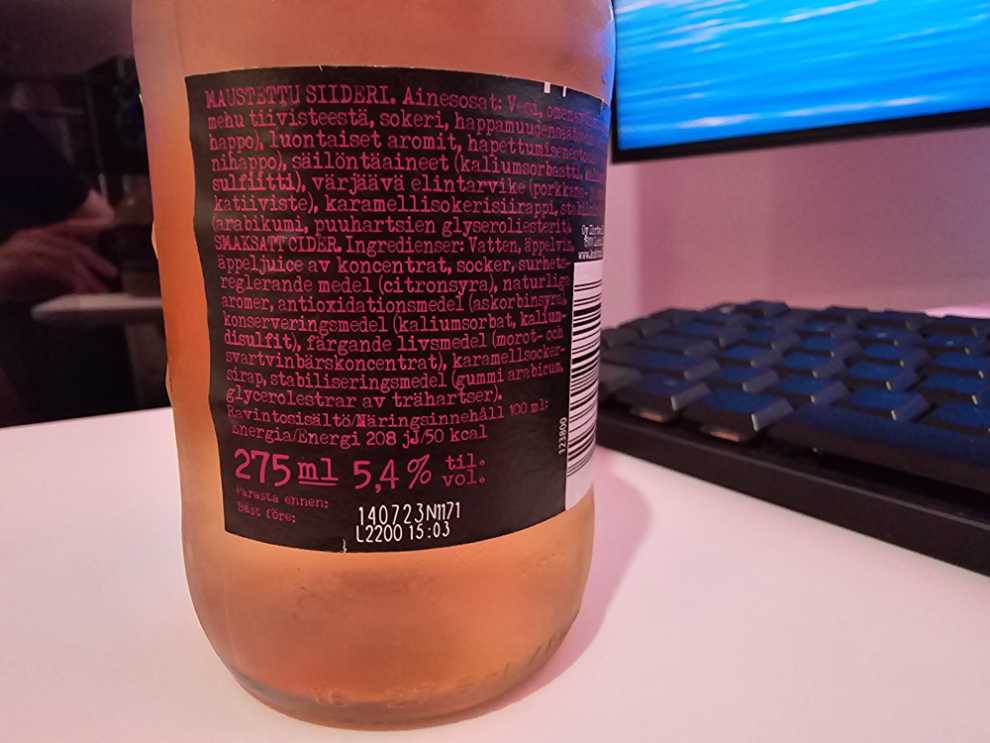 MAUSTETTU SIIDERI. Ainesosat: Vesi,
mehu tiivisteestä, sokeri,
happo), luontaiset aromit,
nihappo), säilöntäaineet (kaliumsorbaatti,
sulfiitti), värjäävä elintarvike (porkkana-
katiiviste), karamellisokerisiirappi,
(arabikumi, puuhartsien glyseroliesterit).
SMAKSATT CIDER. Ingredienser: Vatten, äppelvin,
äppeljuice av koncentrat, socker, surhets-
reglerande medel (citronsyra), naturliga
aromer, antioxidationsmedel (askorbinsyra),
konserveringsmedel (kaliumsorbat, kalium-
disulfit), färgande livsmedel (morot- och
svartvinbärskoncentrat), karamellsocker-
sirap, stabiliseringsmedel (gummi arabicum,
glycerolestrar av trähartser).
Ravintosisältö/Näringsinnehåll 100 ml:
Energia/Energi 208 jJ/50 kcal
275 ml 5,4 % til.
vol.
Parasta ennen:
Bäst före:
140723N1171
L2200 15:03
123800